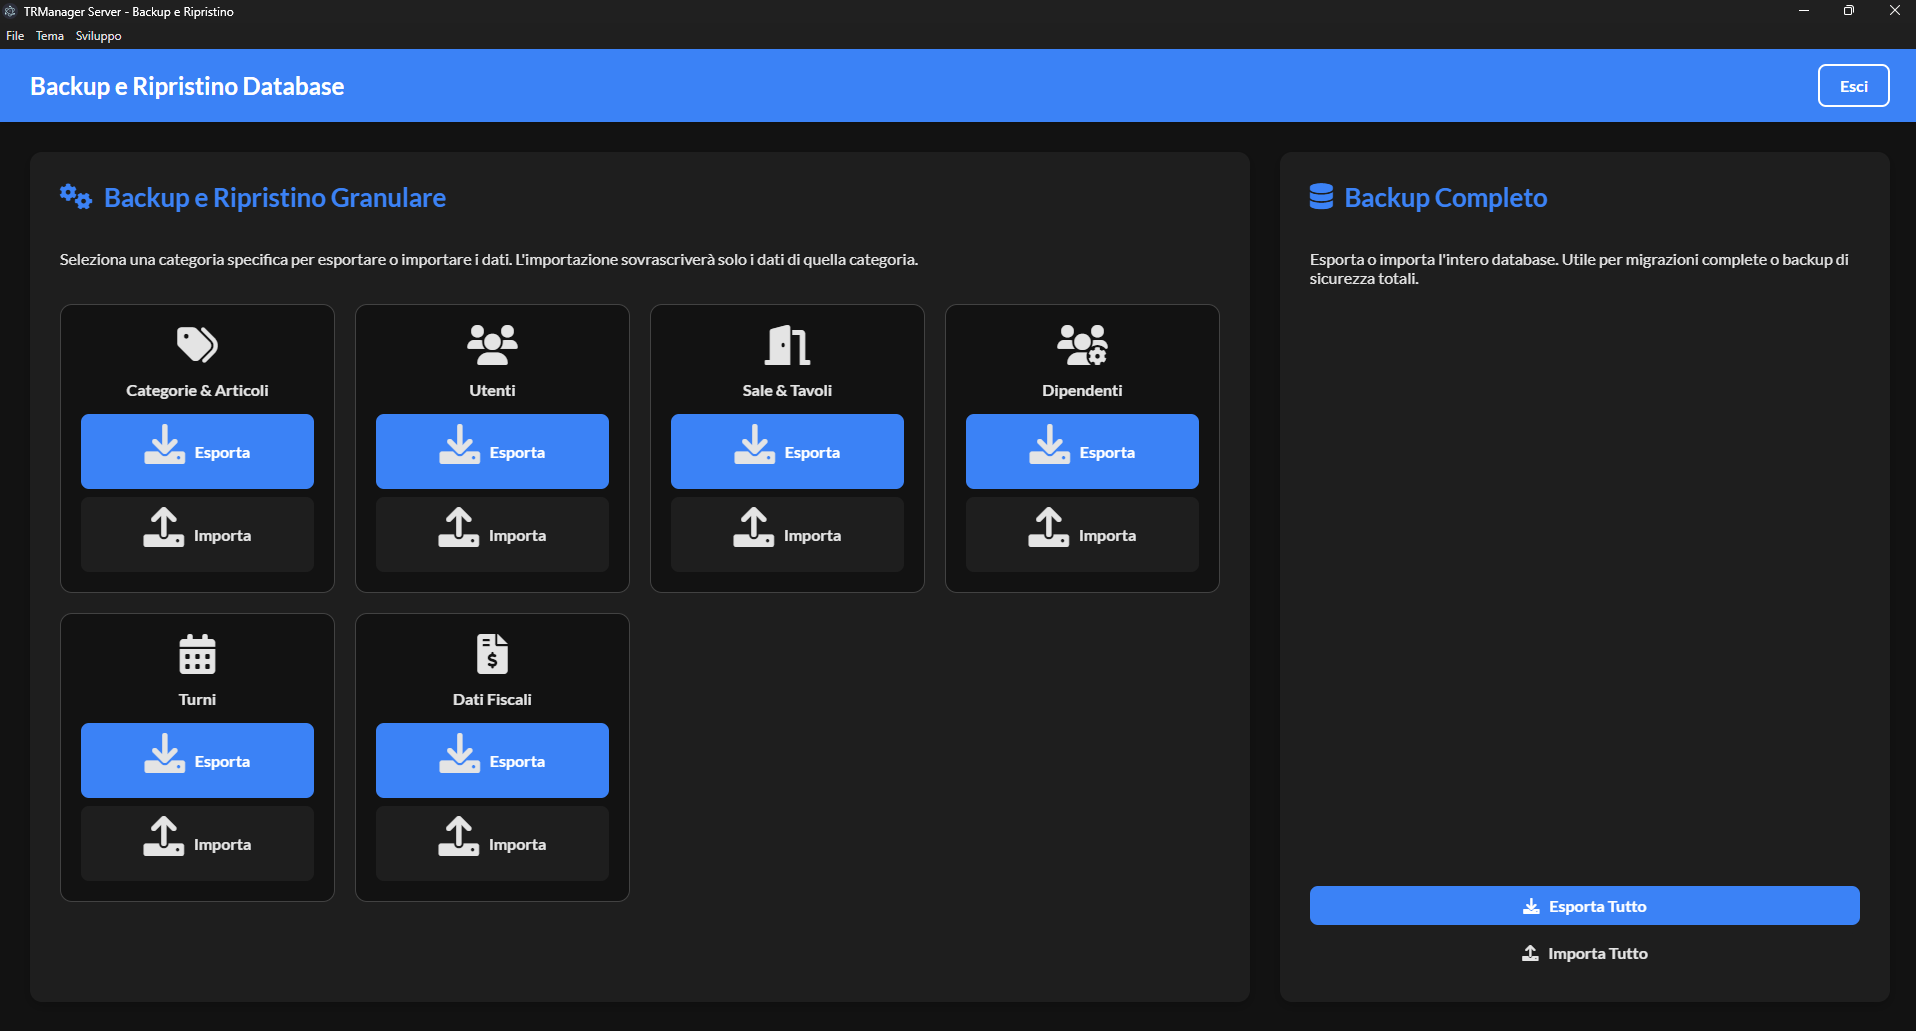 TRManager Server - Backup e Ripristino
File Tema Sviluppo
Backup e Ripristino Database
Esci
Backup e Ripristino Granulare
Seleziona una categoria specifica per esportare o importare i dati. L'importazione sovrascriverà solo i dati di quella categoria.
Categorie & Articoli
Esporta
Importa
Utenti
Esporta
Importa
Sale & Tavoli
Esporta
Importa
Dipendenti
Esporta
Importa
Turni
Esporta
Importa
Dati Fiscali
Esporta
Importa
Backup Completo
Esporta o importa l'intero database. Utile per migrazioni complete o backup di
sicurezza totali.
Esporta Tutto
Importa Tutto